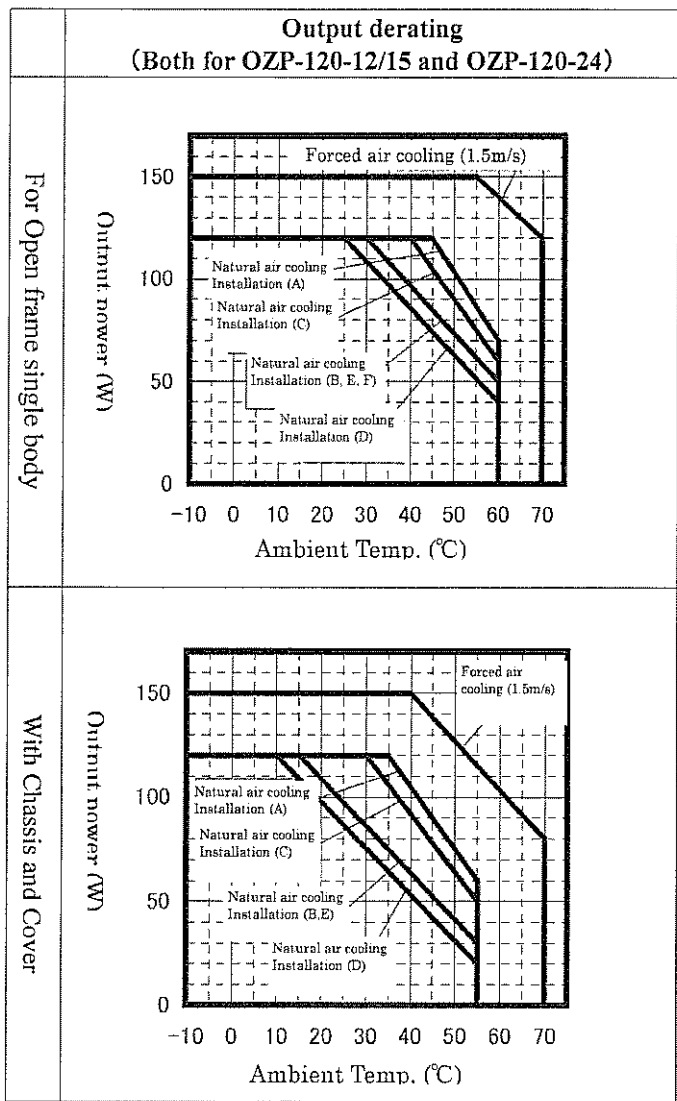 Output derating
(Both for OZP-120-12/15 and OZP-120-24)
For Open frame single body
Output power (W)
Forced air cooling (1.5m/s)
150
100
50
0
Natural air cooling
Installation (A)
Natural air cooling
Installation (C)
Natural air cooling
Installation (B, E, F)
Natural air cooling
Installation (D)
-10 0 10 20 30 40 50 60 70
Ambient Temp. (℃)
With Chassis and Cover
Output power (W)
Forced air
cooling (1.5m/s)
150
100
50
0
Natural air cooling
Installation (A)
Natural air cooling
Installation (C)
Natural air cooling
Installation (B,E)
Natural air cooling
Installation (D)
-10 0 10 20 30 40 50 60 70
Ambient Temp. (℃)